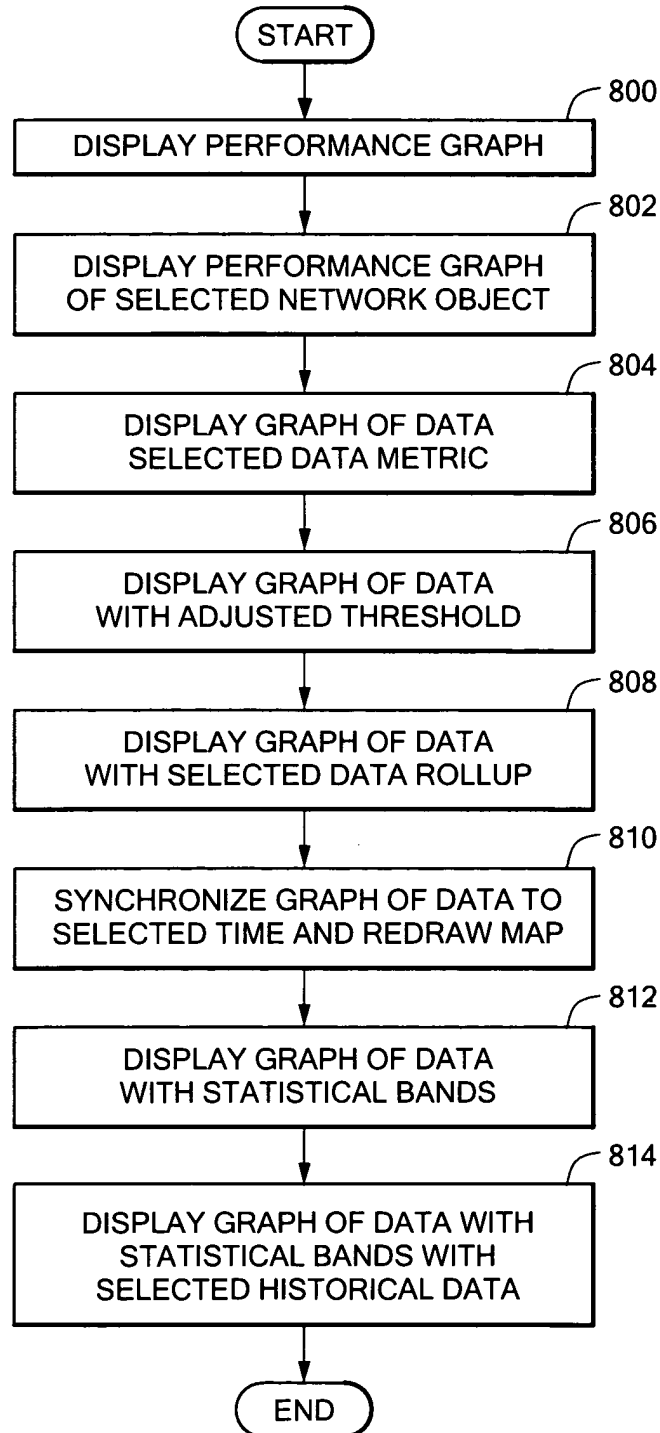 START
800
DISPLAY PERFORMANCE GRAPH
802
DISPLAY PERFORMANCE GRAPH
OF SELECTED NETWORK OBJECT
804
DISPLAY GRAPH OF DATA
SELECTED DATA METRIC
806
DISPLAY GRAPH OF DATA
WITH ADJUSTED THRESHOLD
808
DISPLAY GRAPH OF DATA
WITH SELECTED DATA ROLLUP
810
SYNCHRONIZE GRAPH OF DATA TO
SELECTED TIME AND REDRAW MAP
812
DISPLAY GRAPH OF DATA
WITH STATISTICAL BANDS
814
DISPLAY GRAPH OF DATA WITH
STATISTICAL BANDS WITH
SELECTED HISTORICAL DATA
END